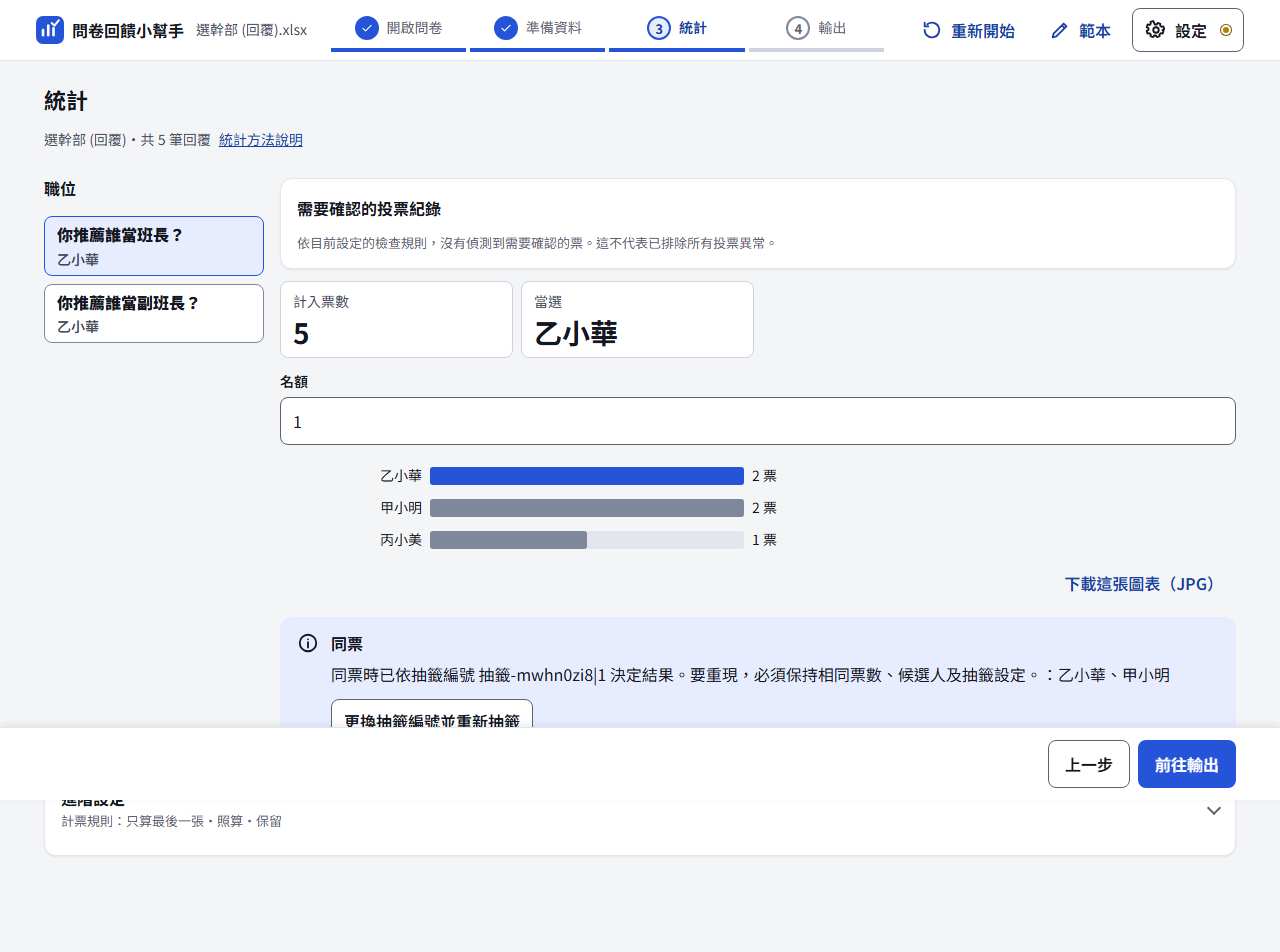 問卷回饋小幫手 選幹部 (回覆).xlsx 開啟問卷 準備資料 3 統計 4 輸出 重新開始 範本 設定
統計
選幹部 (回覆)・共 5 筆回覆 統計方法說明
職位
你推薦誰當班長？
乙小華
你推薦誰當副班長？
乙小華
需要確認的投票紀錄
依目前設定的檢查規則，沒有偵測到需要確認的票。這不代表已排除所有投票異常。
計入票數
5
當選
乙小華
名額
1
乙小華 2 票
甲小明 2 票
丙小美 1 票
下載這張圖表（JPG）
同票
同票時已依抽籤編號 抽籤-mwhn0zi8|1 決定結果。要重現，必須保持相同票數、候選人及抽籤設定。：乙小華、甲小明
更換抽籤編號並重新抽籤
上一步 前往輸出
進階設定
計票規則：只算最後一張・照算・保留